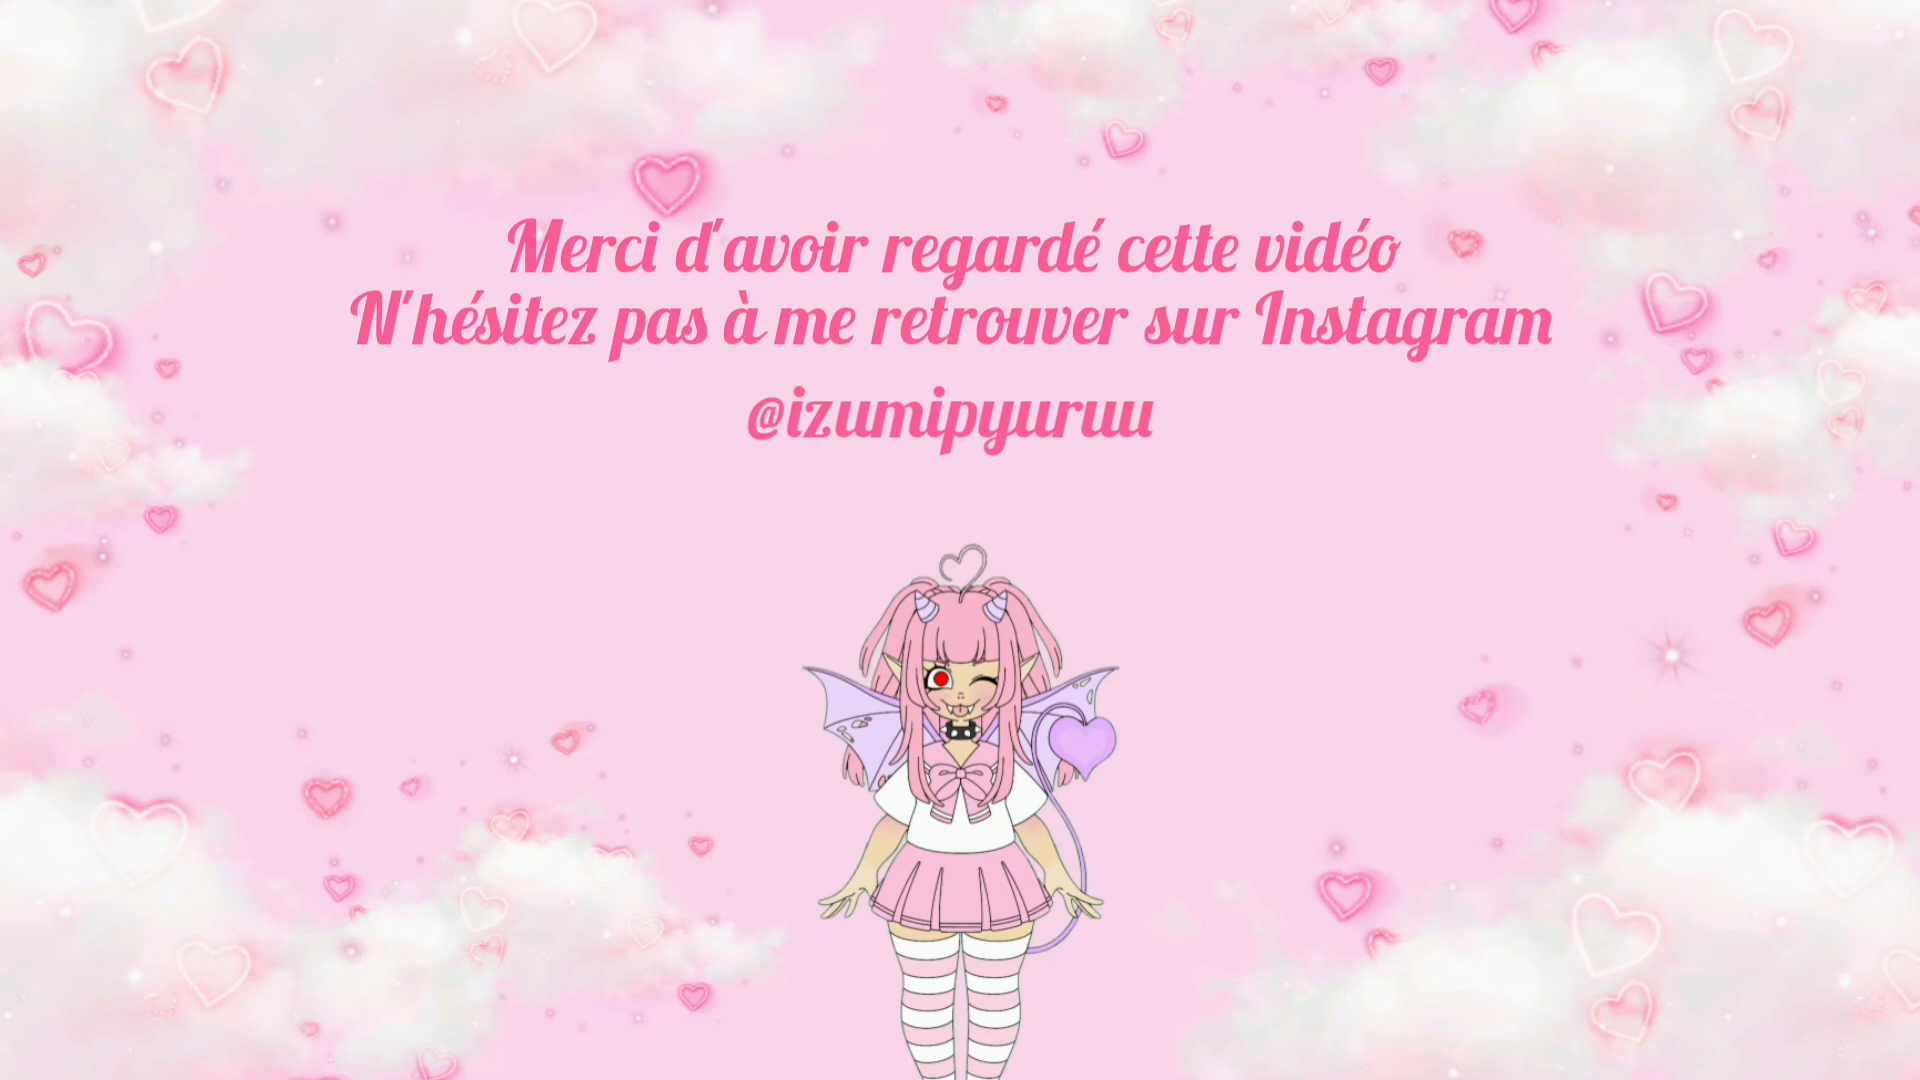 Merci d'avoir regardé cette vidéo
N'hésitez pas à me retrouver sur Instagram
@izumipyuruu